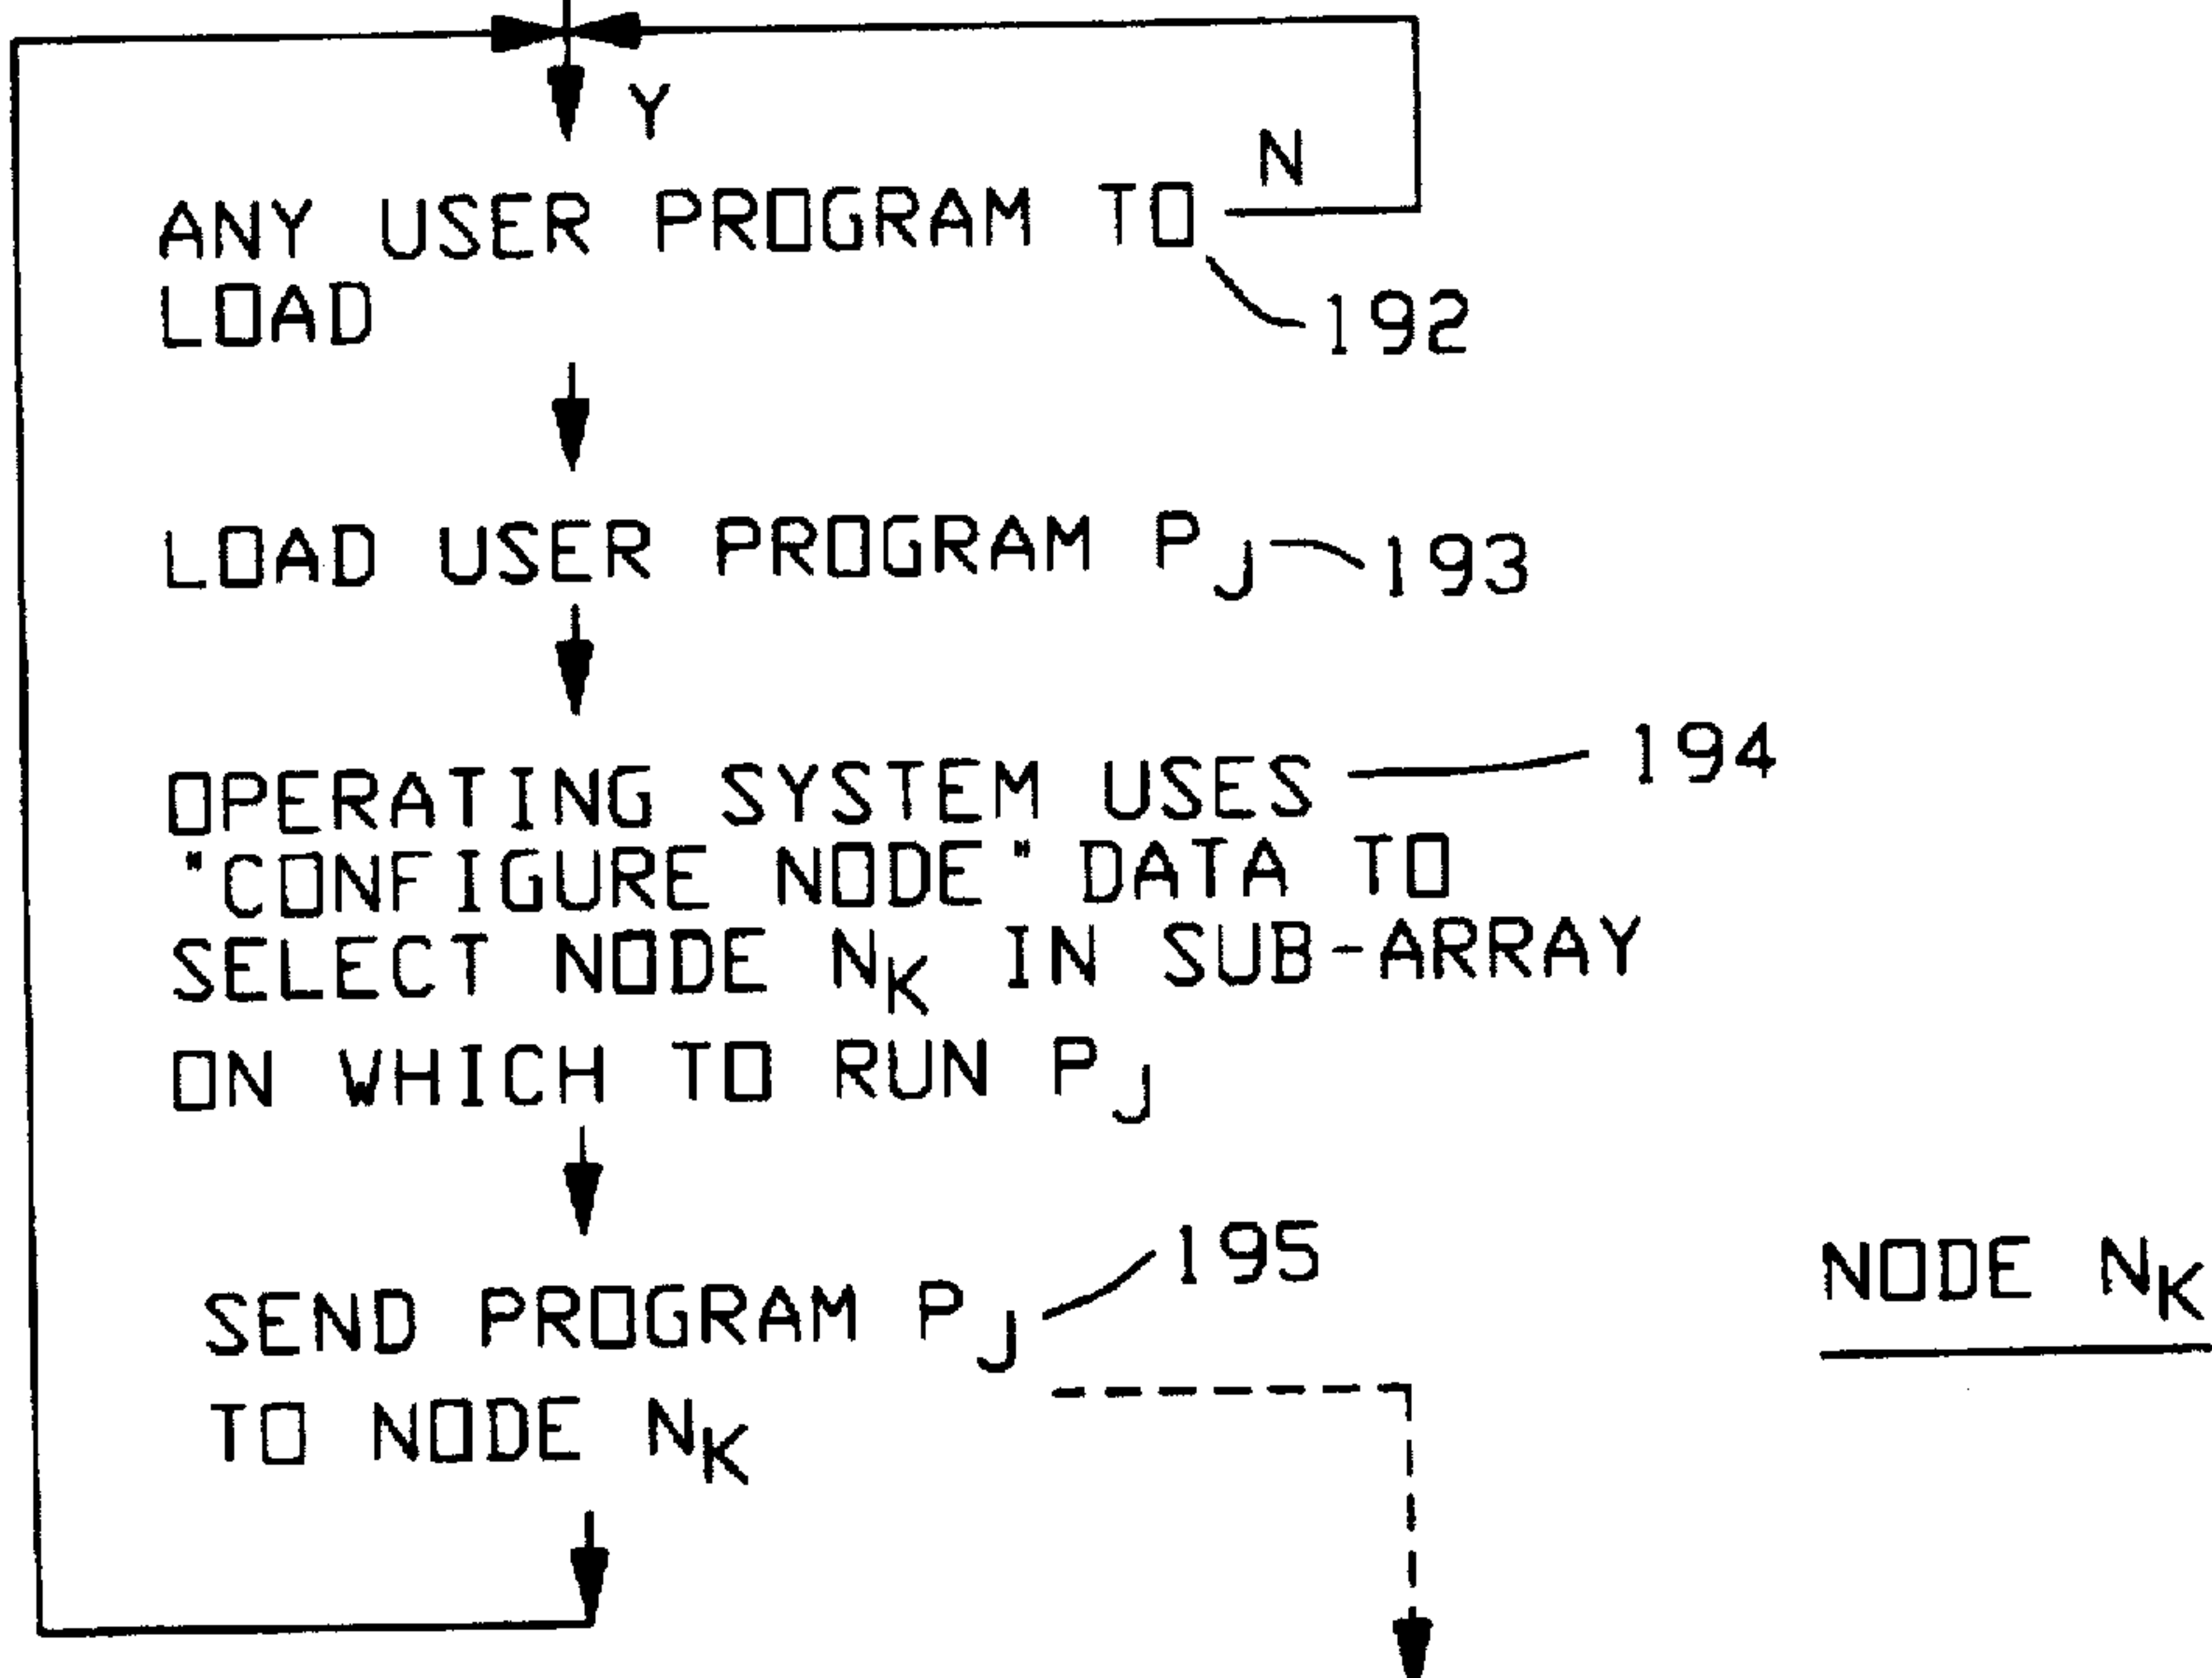 Y
N
ANY USER PROGRAM TO
LOAD
192
LOAD USER PROGRAM PJ
193
OPERATING SYSTEM USES
194
"CONFIGURE NODE" DATA TO
SELECT NODE NK IN SUB-ARRAY
ON WHICH TO RUN PJ
195
SEND PROGRAM PJ
TO NODE NK
NODE NK